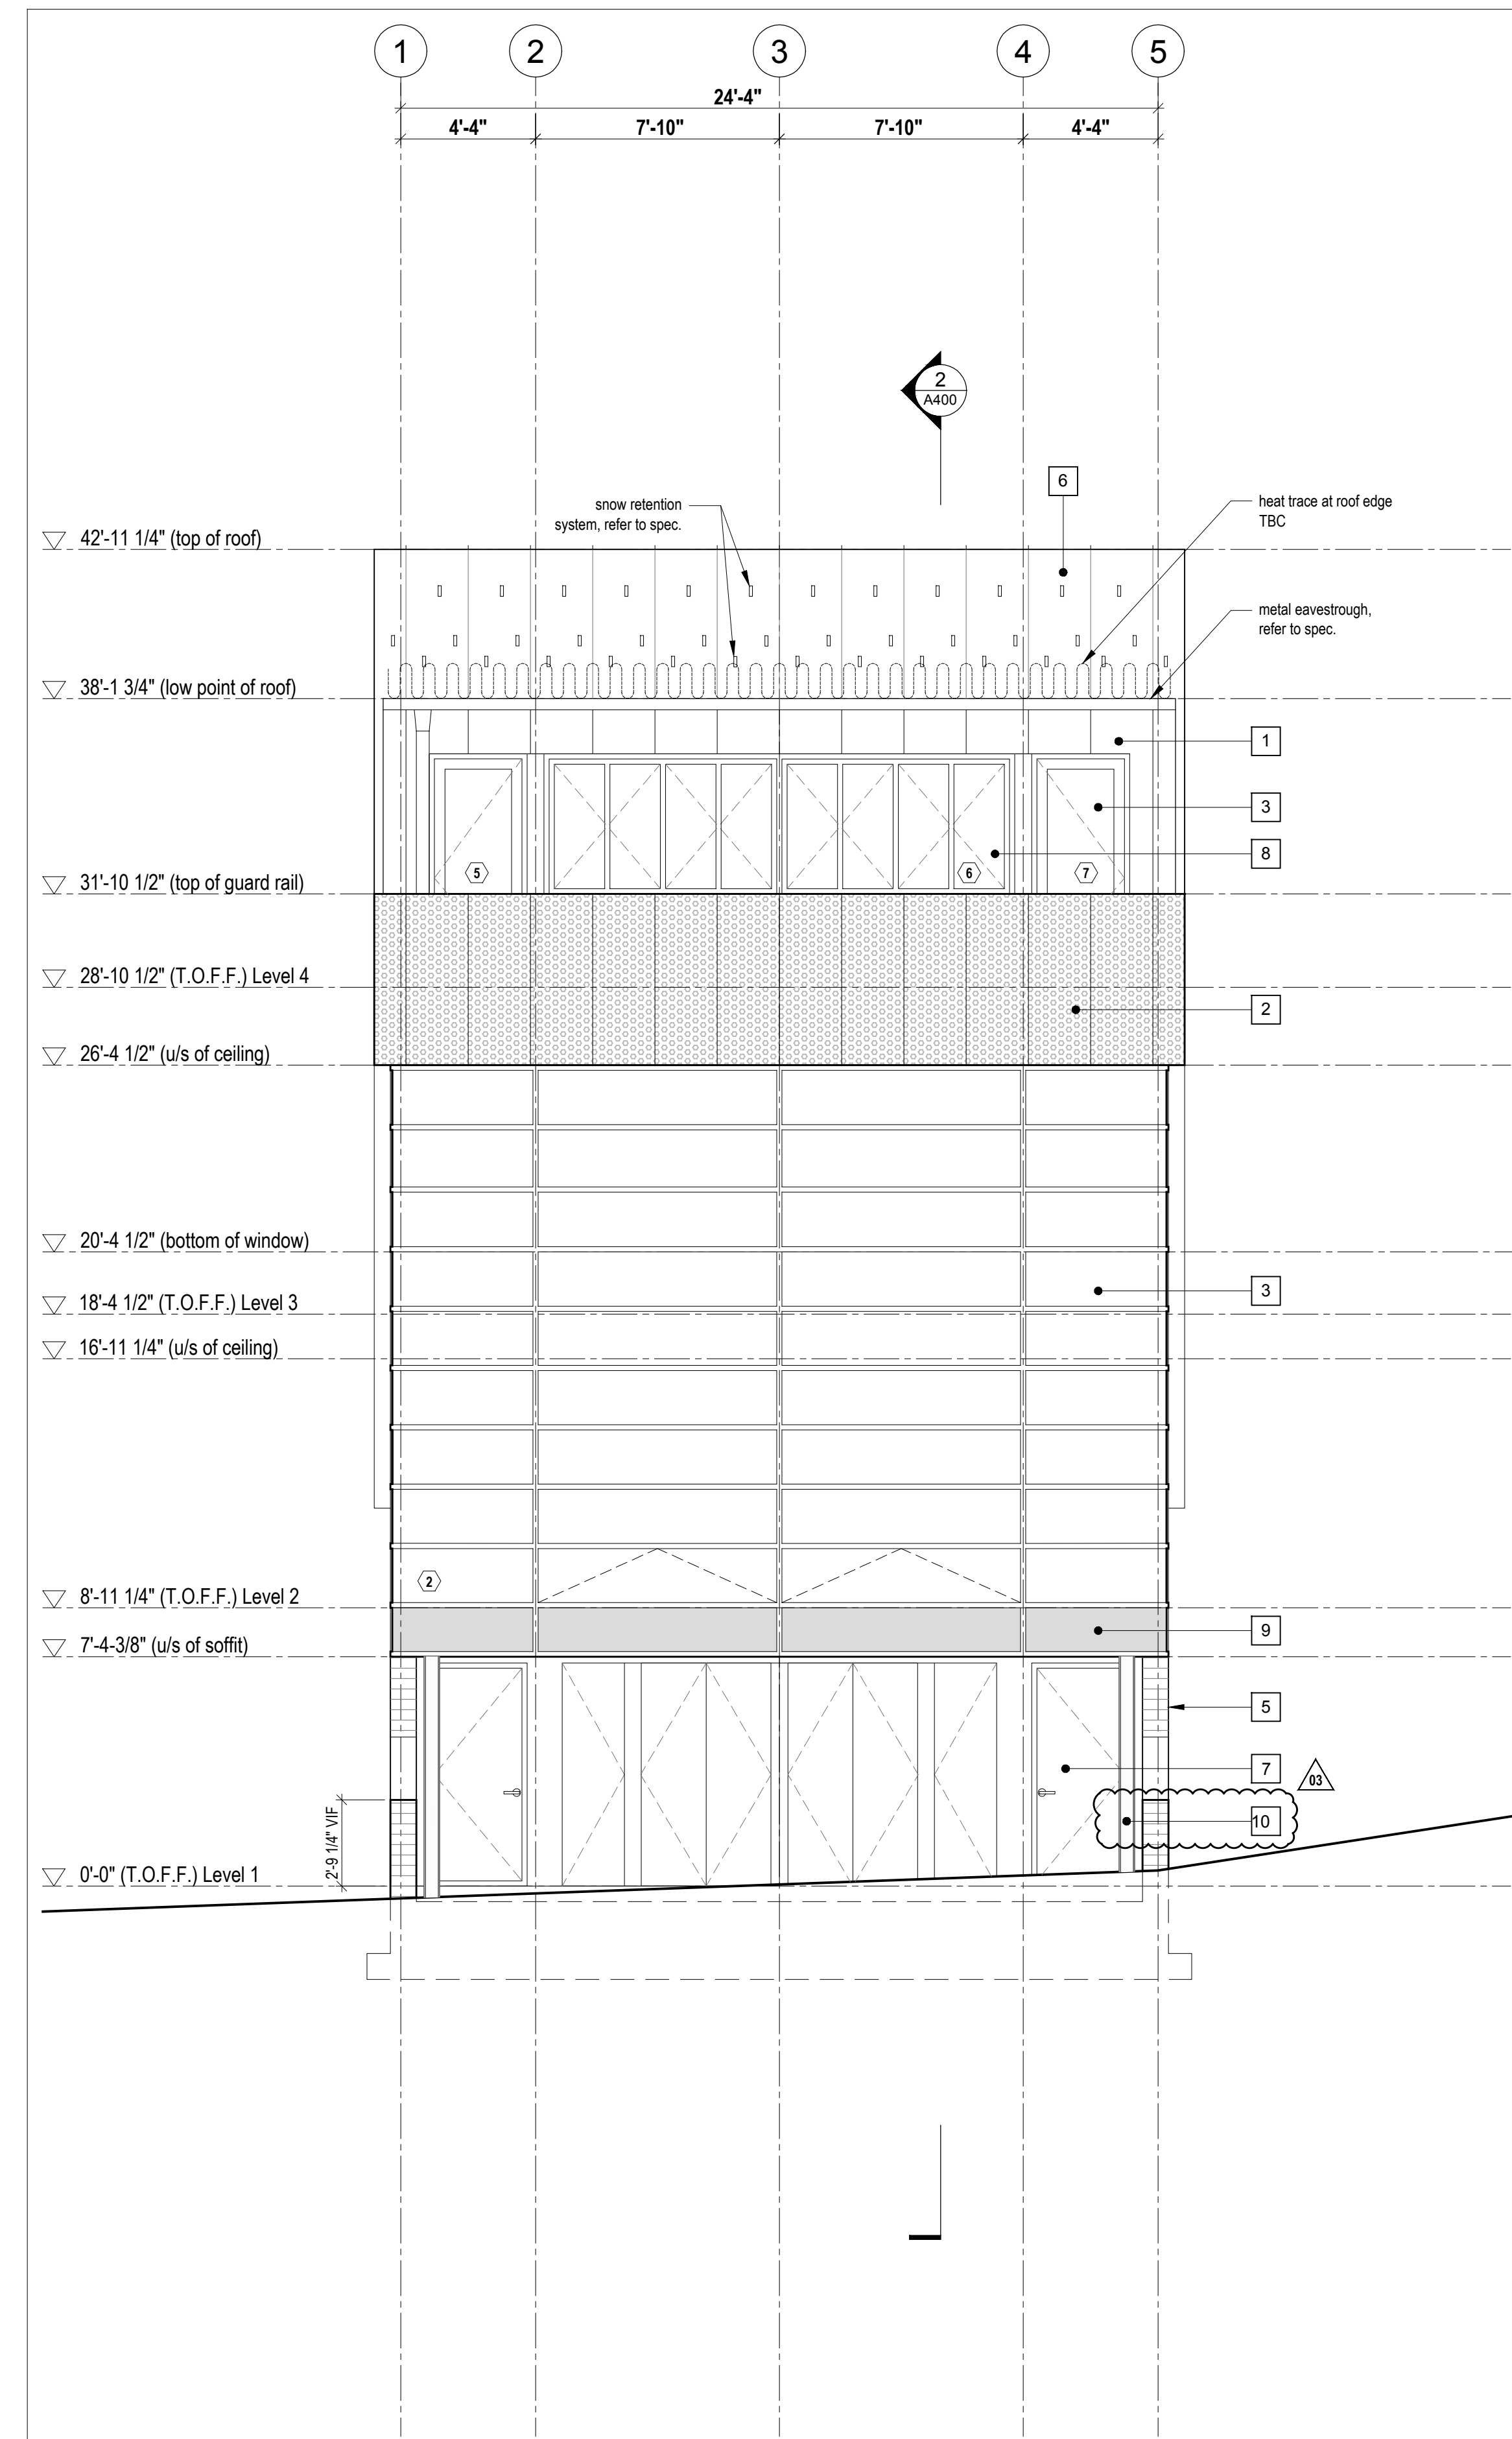 1 2 3 4 5
24'-4"
4'-4" 7'-10" 7'-10" 4'-4"
2
A400
6
snow retention
system, refer to spec.
heat trace at roof edge
TBC
42'-11 1/4" (top of roof)
metal eavestrough,
refer to spec.
38'-1 3/4" (low point of roof)
1
3
8
5 6 7
31'-10 1/2" (top of guard rail)
28'-10 1/2" (T.O.F.F.) Level 4
2
26'-4 1/2" (u/s of ceiling)
20'-4 1/2" (bottom of window)
3
18'-4 1/2" (T.O.F.F.) Level 3
16'-11 1/4" (u/s of ceiling)
2
8'-11 1/4" (T.O.F.F.) Level 2
9
7'-4-3/8" (u/s of soffit)
5
7
03
10
2'-9 1/4" VIF
0'-0" (T.O.F.F.) Level 1